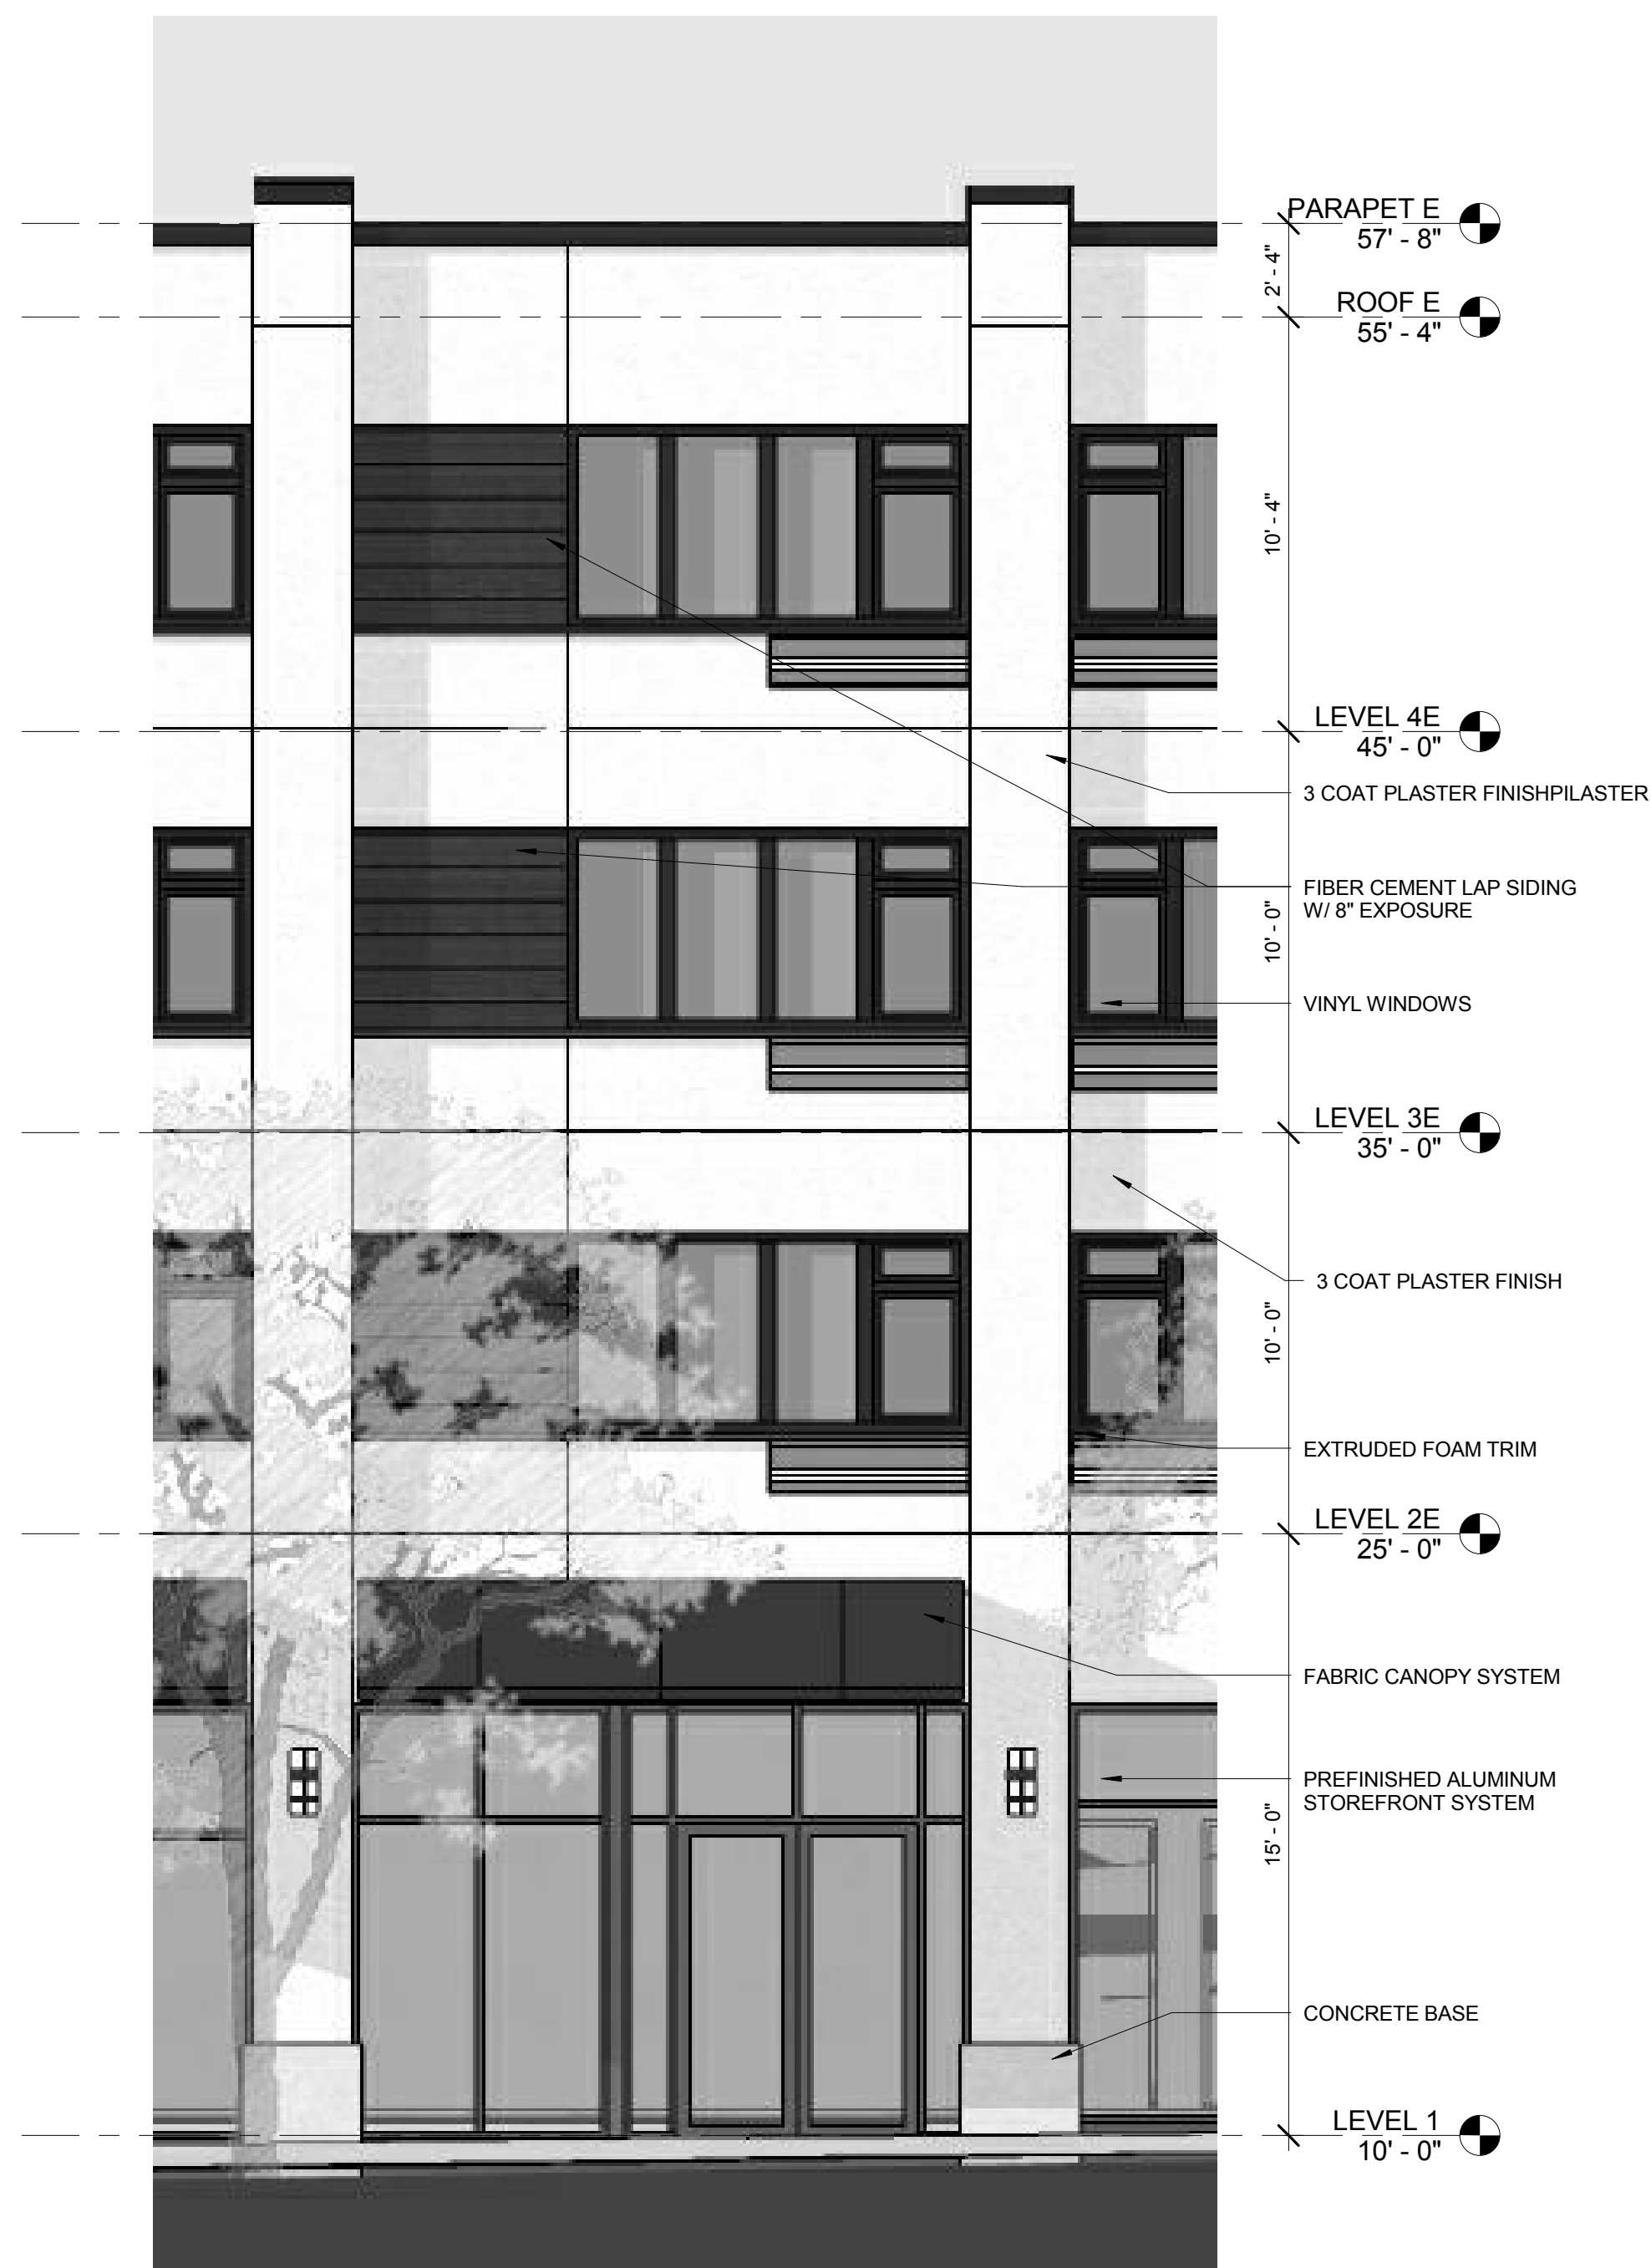 PARAPET E
57' - 8"
2' - 4"
ROOF E
55' - 4"
10' - 4"
LEVEL 4E
45' - 0"
3 COAT PLASTER FINISHPILASTER
FIBER CEMENT LAP SIDING
W/ 8" EXPOSURE
10' - 0"
VINYL WINDOWS
LEVEL 3E
35' - 0"
3 COAT PLASTER FINISH
10' - 0"
EXTRUDED FOAM TRIM
LEVEL 2E
25' - 0"
FABRIC CANOPY SYSTEM
PREFINISHED ALUMINUM
STOREFRONT SYSTEM
15' - 0"
CONCRETE BASE
LEVEL 1
10' - 0"